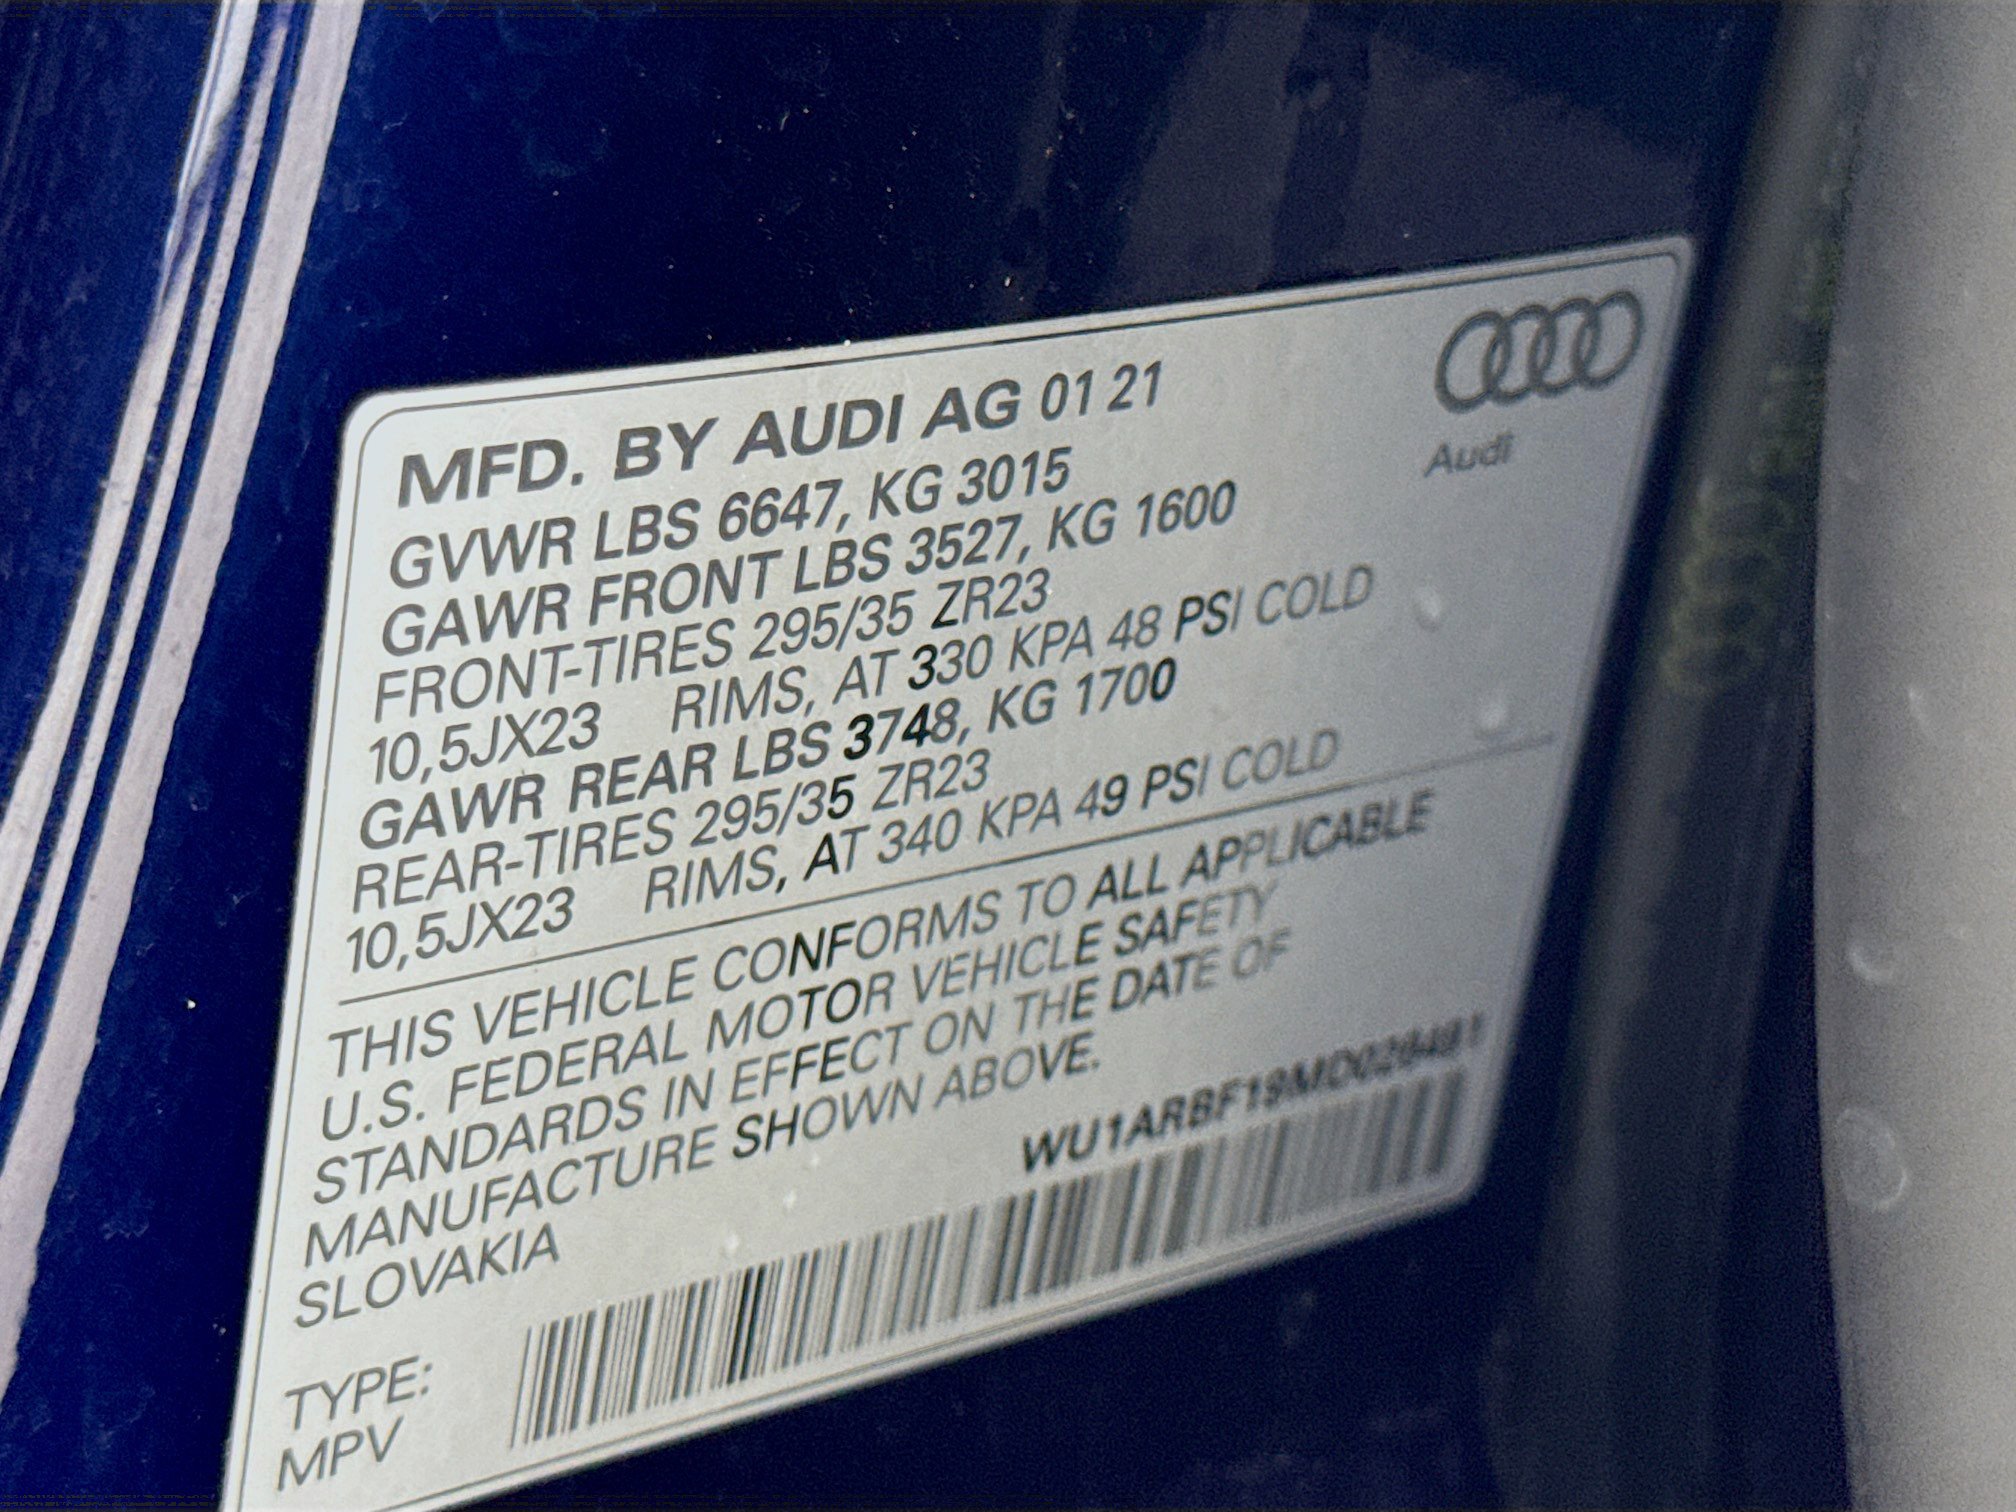 MFD. BY AUDI AG 01 21
Audi
GVWR LBS 6647, KG 3015
GAWR FRONT LBS 3527, KG 1600
FRONT-TIRES 295/35 ZR23
10,5JX23 RIMS, AT 330 KPA 48 PSI COLD
GAWR REAR LBS 3748, KG 1700
REAR-TIRES 295/35 ZR23
10,5JX23 RIMS, AT 340 KPA 49 PSI COLD
THIS VEHICLE CONFORMS TO ALL APPLICABLE
U.S. FEDERAL MOTOR VEHICLE SAFETY
STANDARDS IN EFFECT ON THE DATE OF
MANUFACTURE SHOWN ABOVE.
SLOVAKIA
TYPE:
MPV